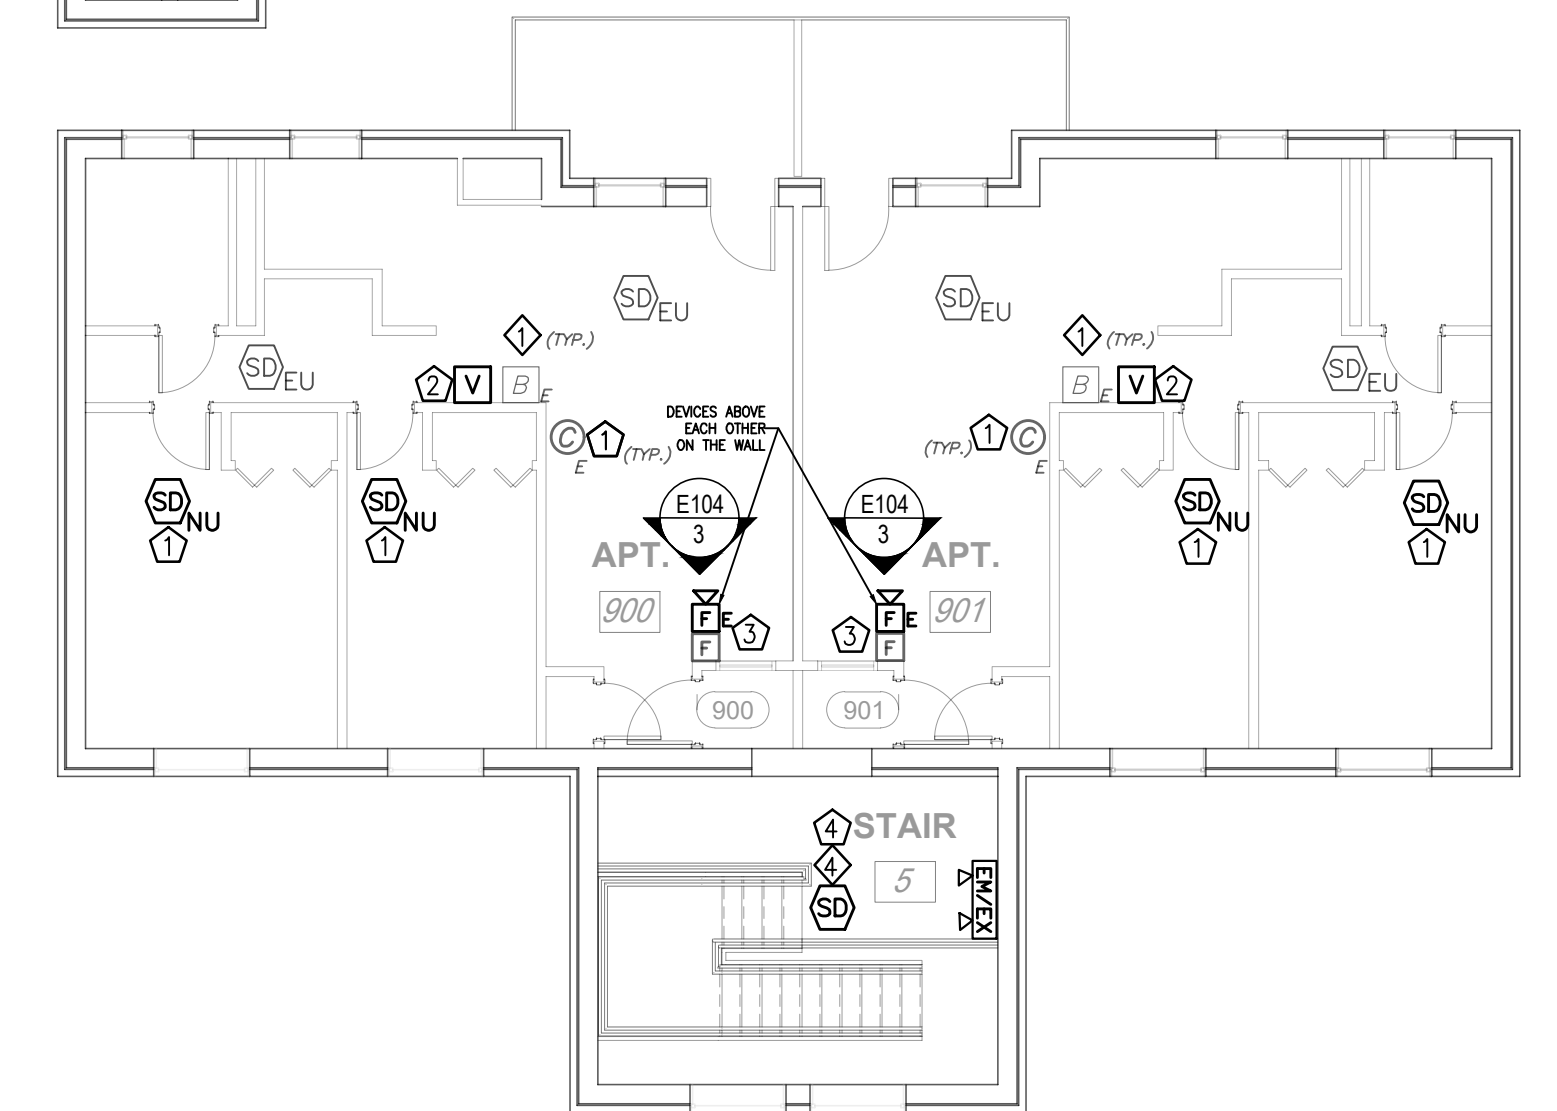 SD EU
SD EU
1 (TYP.)
1 (TYP.)
SD EU
SD EU
2 V B E
B E V 2
DEVICES ABOVE
EACH OTHER
ON THE WALL
C E 1 (TYP.)
(TYP.) 1 C E
SD NU
1
SD NU
1
E104
3
E104
3
SD NU
1
SD NU
1
APT.
900
APT.
901
F E 3
F
3 F E
F
900
901
4 STAIR
4
5
SD
EM/EX